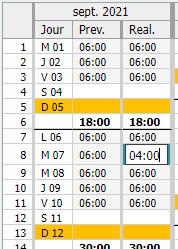 sept. 2021
Jour Prev. Real.
1 M 01 06:00 06:00
2 J 02 06:00 06:00
3 V 03 06:00 06:00
4 S 04
5 D 05
6 18:00 18:00
7 L 06 06:00 06:00
8 M 07 06:00 04:00
9 M 08 06:00 06:00
10 J 09 06:00 06:00
11 V 10 06:00 06:00
12 S 11
13 D 12
14 30:00 30:00